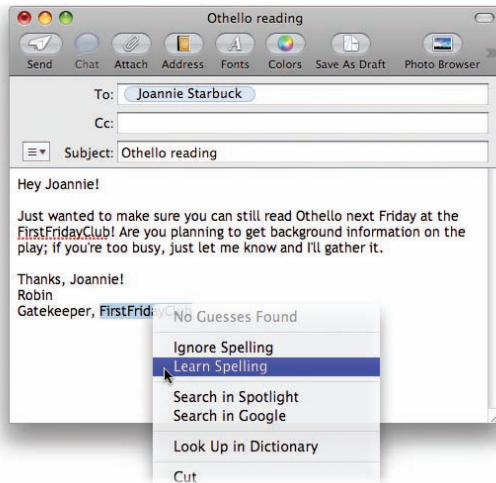 Othello reading
Send Chat Attach Address Fonts Colors Save As Draft Photo Browser
To: Joannie Starbuck
Cc:
Subject: Othello reading
Hey Joannie!
Just wanted to make sure you can still read Othello next Friday at the
FirstFridayClub! Are you planning to get background information on the
play; if you're too busy, just let me know and I'll gather it.
Thanks, Joannie!
Robin
Gatekeeper, FirstFridayClub
No Guesses Found
Ignore Spelling
Learn Spelling
Search in Spotlight
Search in Google
Look Up in Dictionary
Cut